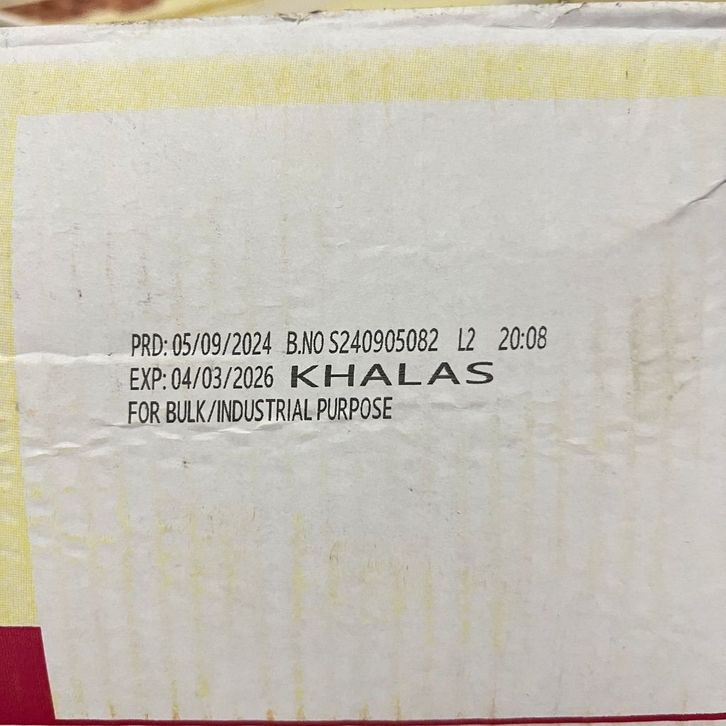 PRD: 05/09/2024 B.NO S240905082 L2 20:08
EXP: 04/03/2026 KHALAS
FOR BULK/INDUSTRIAL PURPOSE